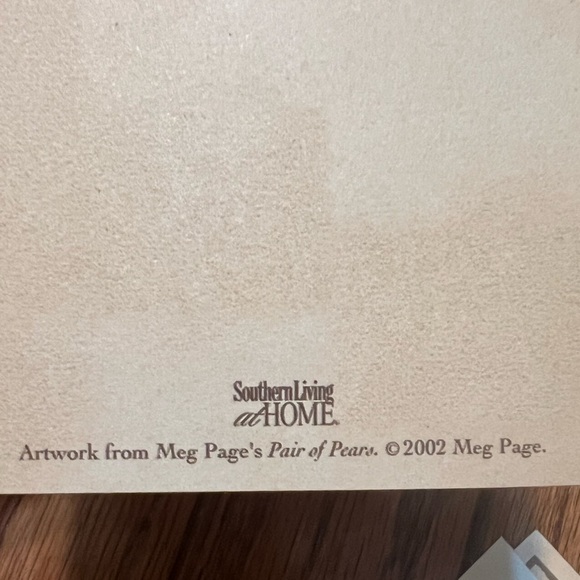 Southern Living
at HOME
Artwork from Meg Page's Pair of Pears. ©2002 Meg Page.